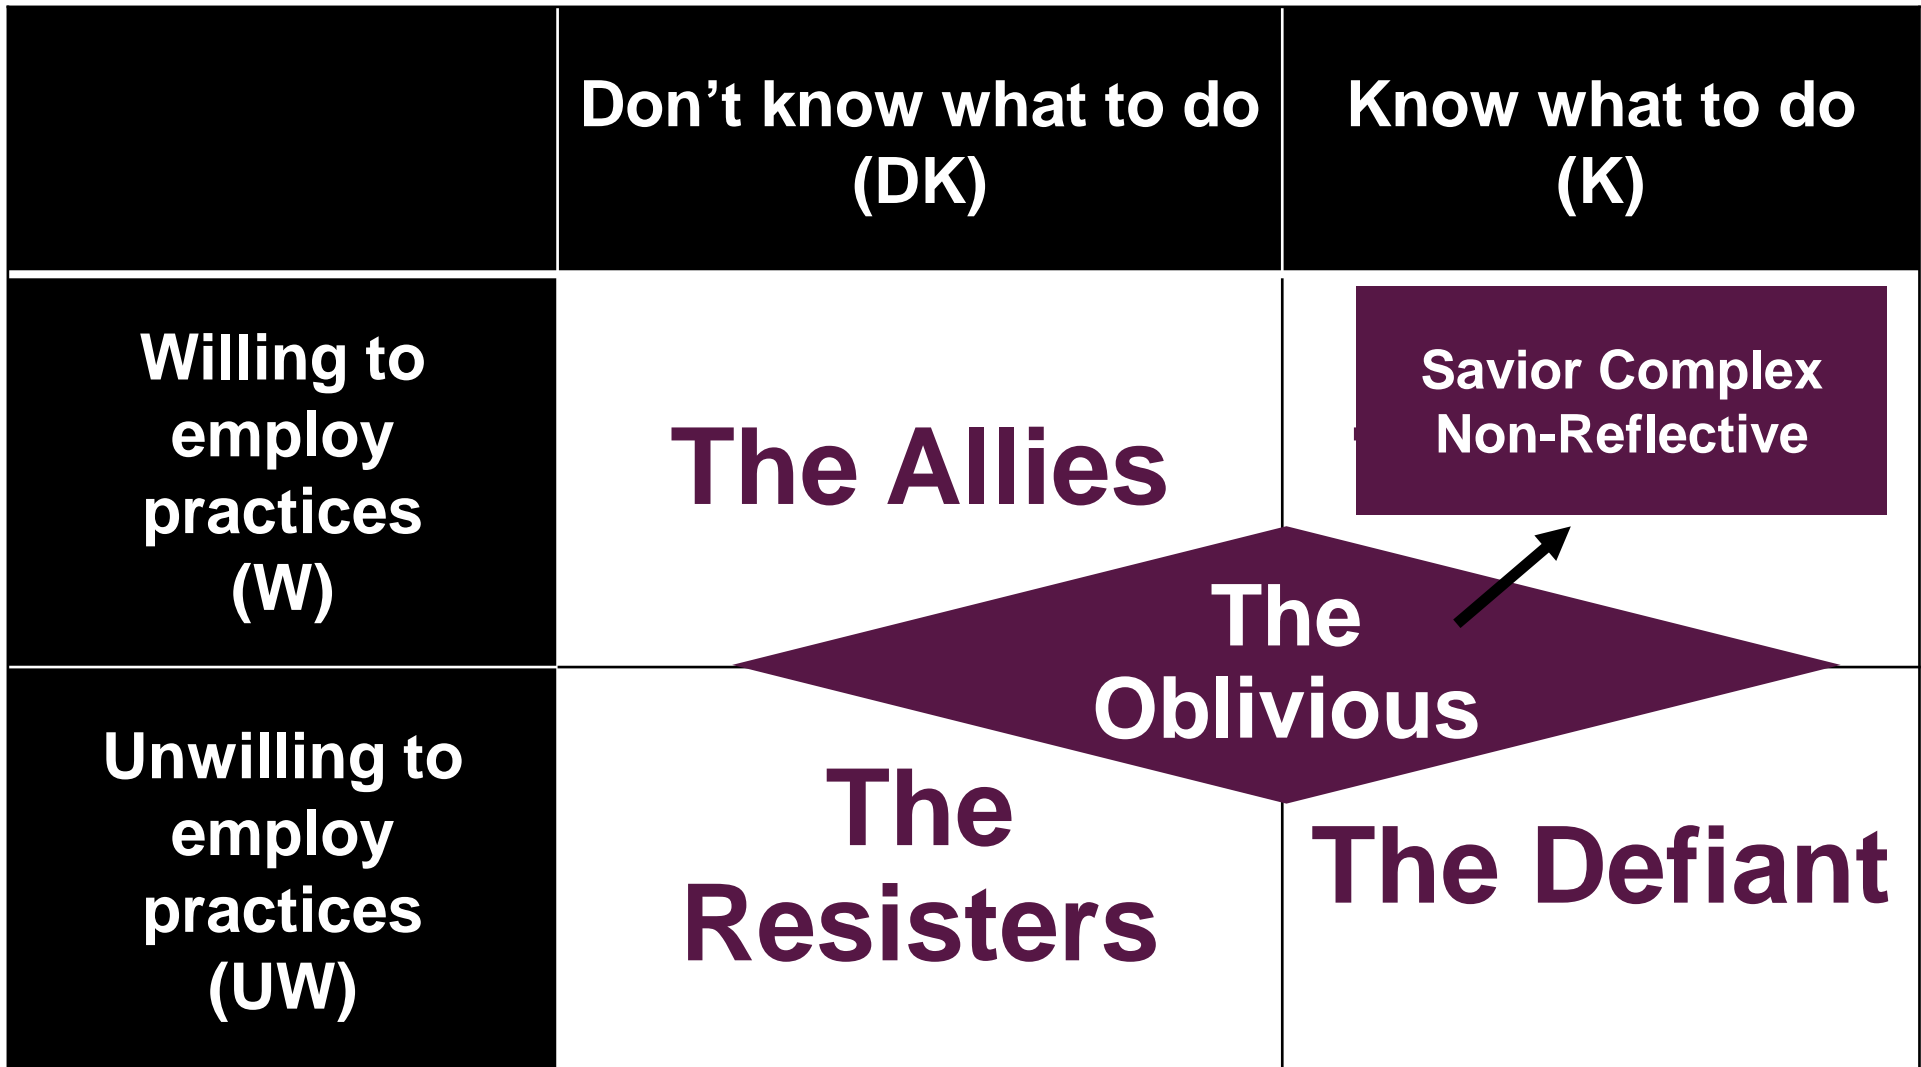 Don’t know what to do
(DK)
Know what to do
(K)
Willing to
employ
practices
(W)
The Allies
Savior Complex
Non-Reflective
The
Oblivious
Unwilling to
employ
practices
(UW)
The
Resisters
The Defiant